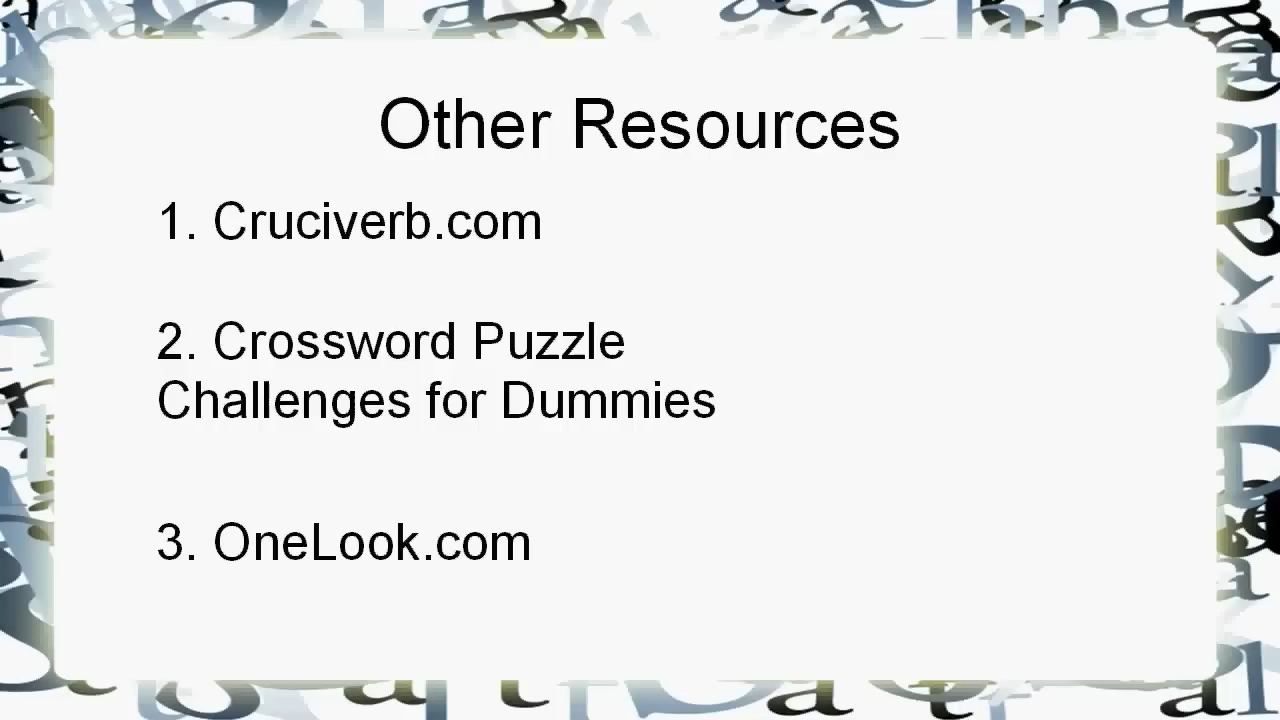 Other Resources
1. Cruciverb.com
2. Crossword Puzzle
Challenges for Dummies
3. OneLook.com